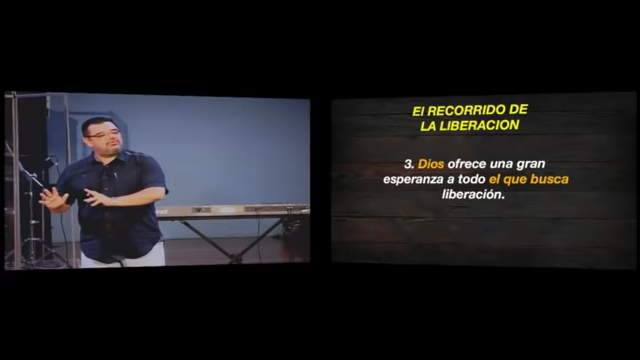 El RECORRIDO DE
LA LIBERACION
3. Dios ofrece una gran
esperanza a todo el que busca
liberación.